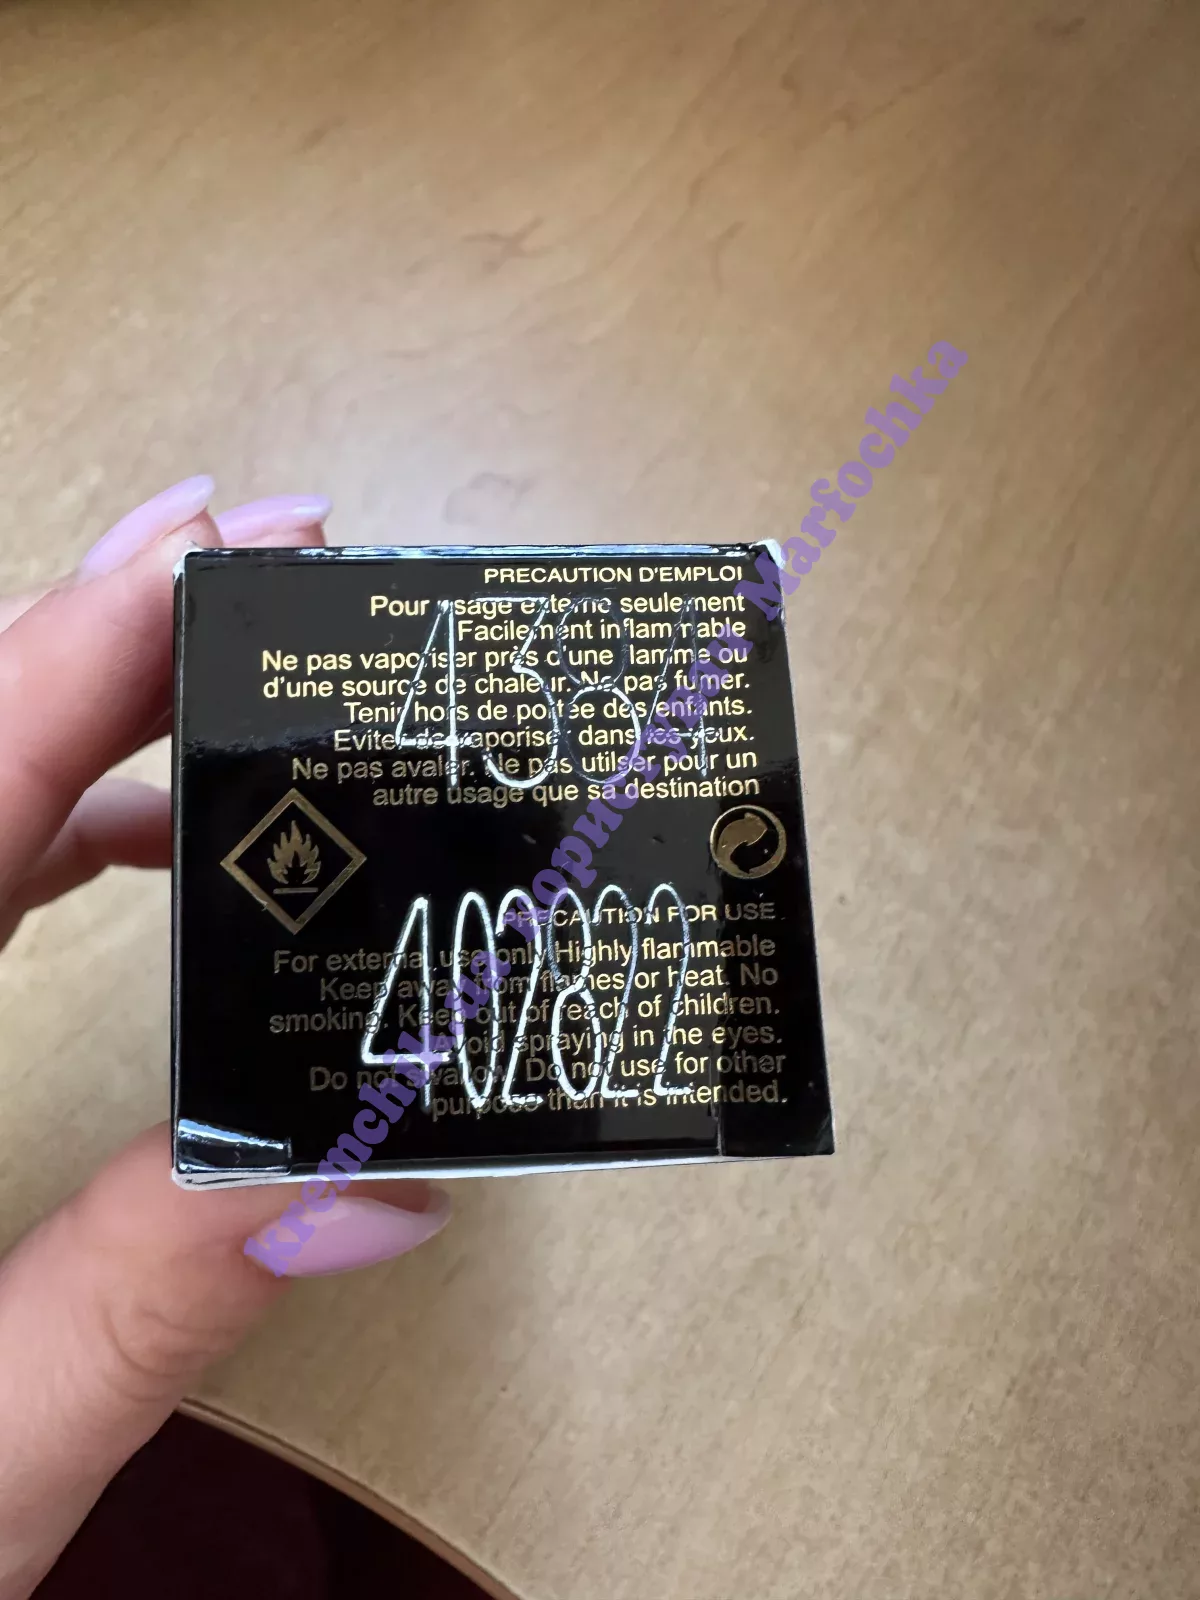 PRECAUTION D'EMPLOI
Pour usage externe seulement
Facilement inflammable
Ne pas vaporiser près d'une flamme ou
d'une source de chaleur. Ne pas fumer.
Tenir hors de portée des enfants.
Eviter de vaporiser dans les yeux.
Ne pas avaler. Ne pas utilser pour un
autre usage que sa destination
4384
PRECAUTION FOR USE
For external use only Highly flammable
Keep away from flames or heat. No
smoking. Keep out of reach of children.
Avoid spraying in the eyes.
Do not swallow. Do not use for other
purpose than it is intended.
402822
kremchik.ua користувач Marfochka